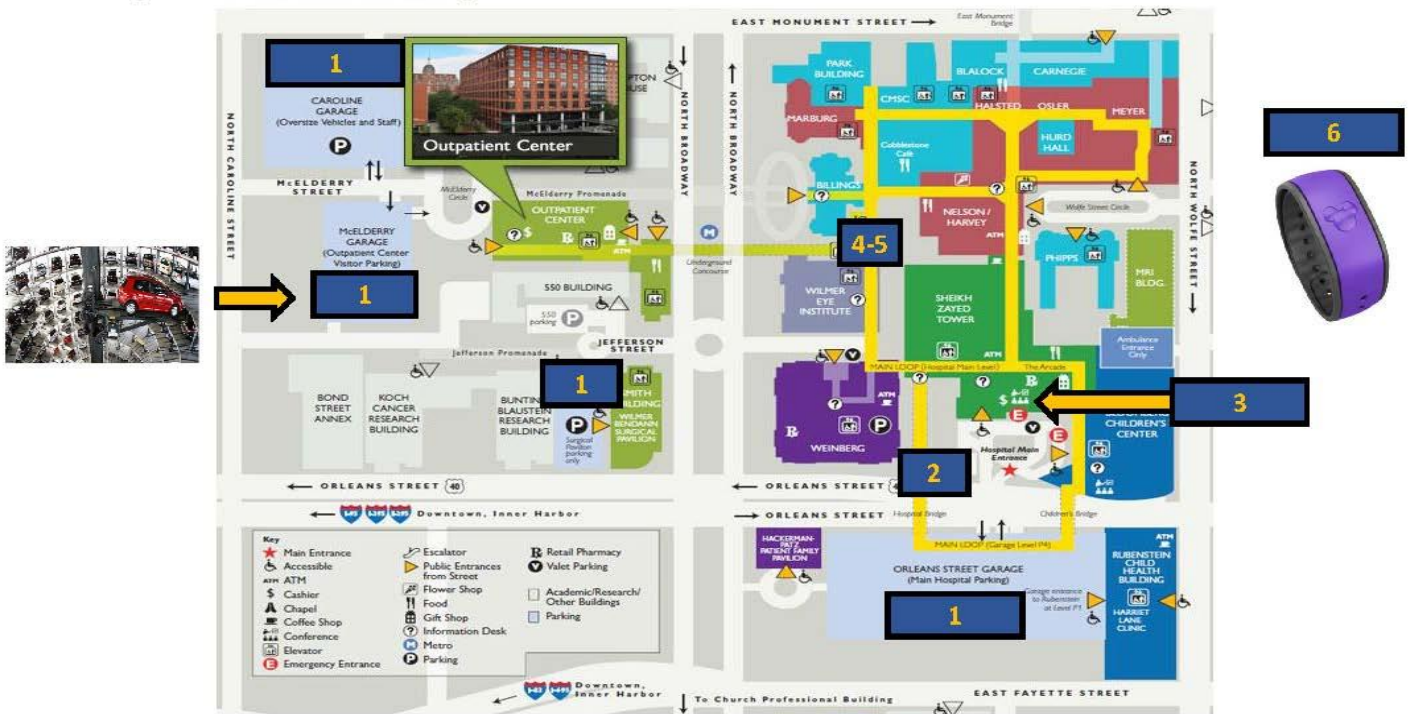 EAST MONUMENT STREET →
East Monument
Bridge
1
CAROLINE
GARAGE
(Oversize Vehicles and Staff)
P
Outpatient Center
NORTH CAROLINE STREET
NORTH BROADWAY
NORTH BROADWAY
NORTH WOLFE STREET
PARK
BUILDING
CMSC
BLALOCK
CARNEGIE
HALSTED
OSLER
MEYER
MARBURG
HURD
HALL
Cobblestone
Café
BILLINGS
6
McELDERRY
STREET
McElderry
Circle
McElderry Promenade
OUTPATIENT
CENTER
McELDERRY
GARAGE
(Outpatient Center
Visitor Parking)
1
ATM
Underground
Concourse
4-5
NELSON /
HARVEY
ATM
Wolfe Street Circle
PHIPPS
MRI
BLDG.
550 BUILDING
550
parking
WILMER
EYE
INSTITUTE
SHEIKH
ZAYED
TOWER
ATM
Ambulance
Entrance
Only
JEFFERSON
STREET
Jefferson Promenade
MAIN LOOP (Hospital Main Level)
The Arcade
1
BOND
STREET
ANNEX
KOCH
CANCER
RESEARCH
BUILDING
BLAUSTEIN
RESEARCH
BUILDING
Surgical
Pavilion
parking
only
WILMER
BENDANN
SURGICAL
PAVILION
ATM
WEINBERG
3
CHILDREN'S
CENTER
Hospital Main
Entrance
2
← ORLEANS STREET 40
← ORLEANS STREET
← Downtown, Inner Harbor
→ ORLEANS STREET
Hospital Bridge
Children's Bridge
MAIN LOOP (Garage Level P4)
HACKERMAN-
PATZ
PATIENT FAMILY
PAVILION
ORLEANS STREET GARAGE
(Main Hospital Parking)
1
Garage entrance
to Rubenstein
at Level P1
ATM
RUBENSTEIN
CHILD
HEALTH
BUILDING
HARRIET
LANE
CLINIC
Key
Main Entrance
Accessible
ATM ATM
$ Cashier
Chapel
Coffee Shop
Conference
Elevator
E Emergency Entrance
Escalator
Public Entrances
from Street
Flower Shop
Food
Gift Shop
? Information Desk
M Metro
P Parking
Retail Pharmacy
V Valet Parking
Academic/Research/
Other Buildings
Parking
Downtown,
Inner Harbor
To Church Professional Building
EAST FAYETTE STREET